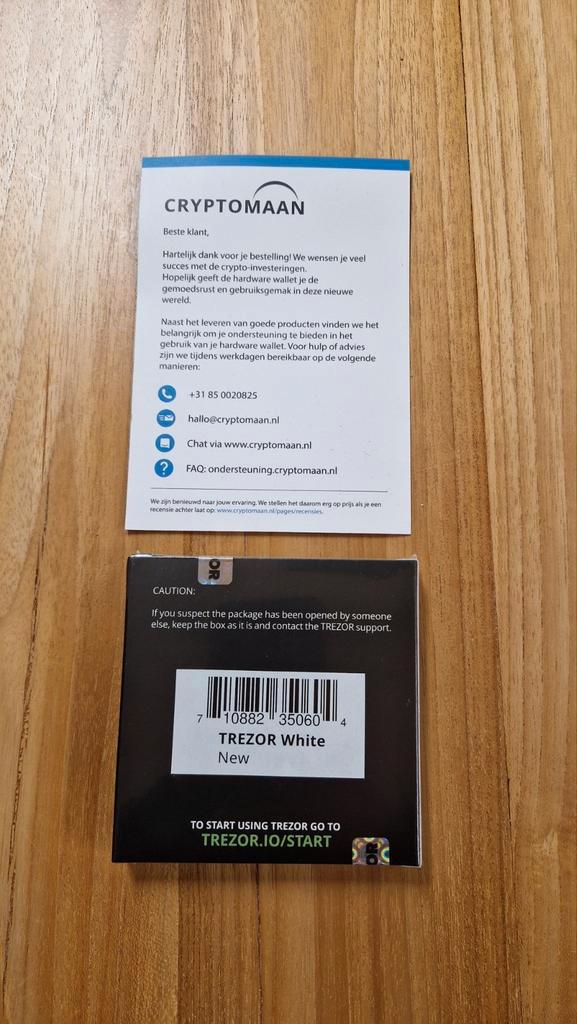 CRYPTOMAAN
Beste klant,
Hartelijk dank voor je bestelling! We wensen je veel
succes met de crypto-investeringen.
Hopelijk geeft de hardware wallet je de
gemoedsrust en gebruiksgemak in deze nieuwe
wereld.
Naast het leveren van goede producten vinden we het
belangrijk om je ondersteuning te bieden in het
gebruik van je hardware wallet. Voor hulp of advies
zijn we tijdens werkdagen bereikbaar op de volgende
manieren:
+31 85 0020825
hallo@cryptomaan.nl
Chat via www.cryptomaan.nl
? FAQ: ondersteuning.cryptomaan.nl
We zijn benieuwd naar jouw ervaring. We stellen het daarom erg op prijs als je een
recensie achter laat op: www.cryptomaan.nl/pages/recensies.
OR
CAUTION:
If you suspect the package has been opened by someone
else, keep the box as it is and contact the TREZOR support.
7 10882 35060 4
TREZOR White
New
TO START USING TREZOR GO TO
TREZOR.IO/START
OR